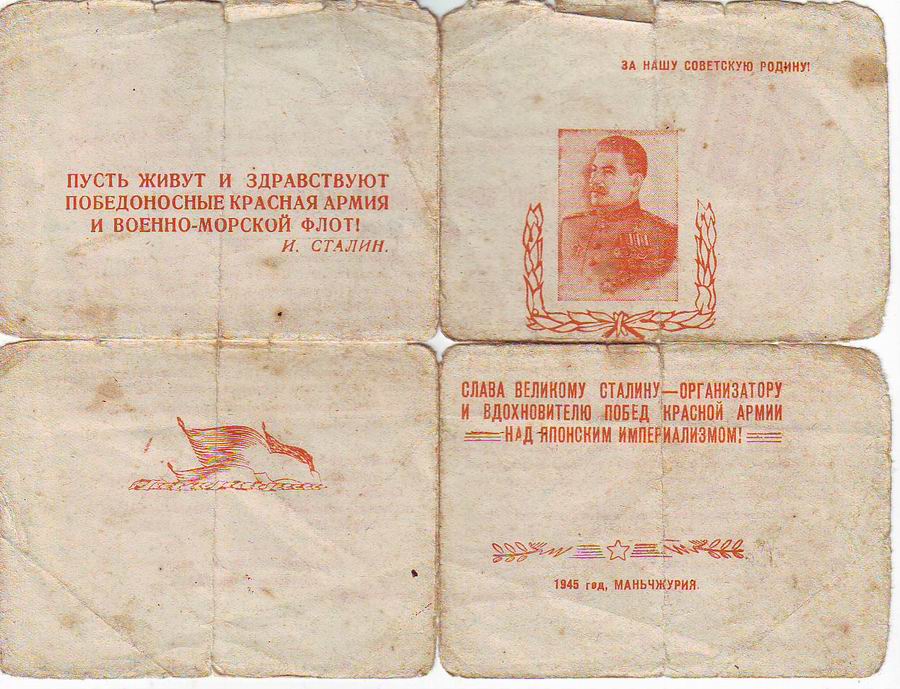 ПУСТЬ ЖИВУТ И ЗДРАВСТВУЮТ
ПОБЕДОНОСНЫЕ КРАСНАЯ АРМИЯ
И ВОЕННО-МОРСКОЙ ФЛОТ!
И. СТАЛИН.
ЗА НАШУ СОВЕТСКУЮ РОДИНУ!
СЛАВА ВЕЛИКОМУ СТАЛИНУ—ОРГАНИЗАТОРУ
И ВДОХНОВИТЕЛЮ ПОБЕД КРАСНОЙ АРМИИ
НАД ЯПОНСКИМ ИМПЕРИАЛИЗМОМ!
1945 год, МАНЬЧЖУРИЯ.